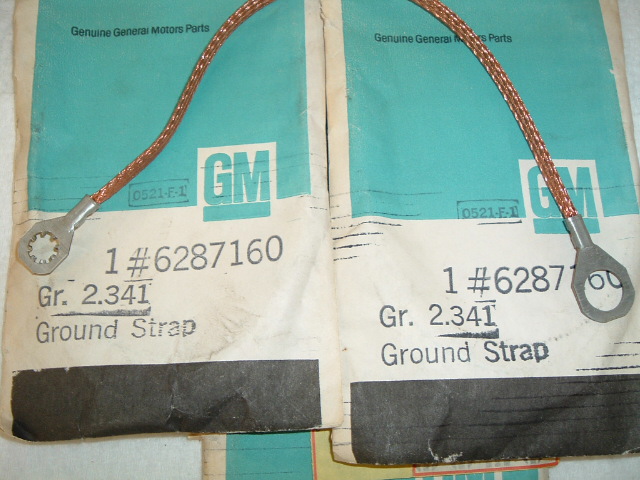 Genuine General Motors Parts
GM
0521-F-1
1 #6287160
Gr. 2.341
Ground Strap
Genuine General Motors Parts
GM
0521-F-1
1 #6287160
Gr. 2.341
Ground Strap